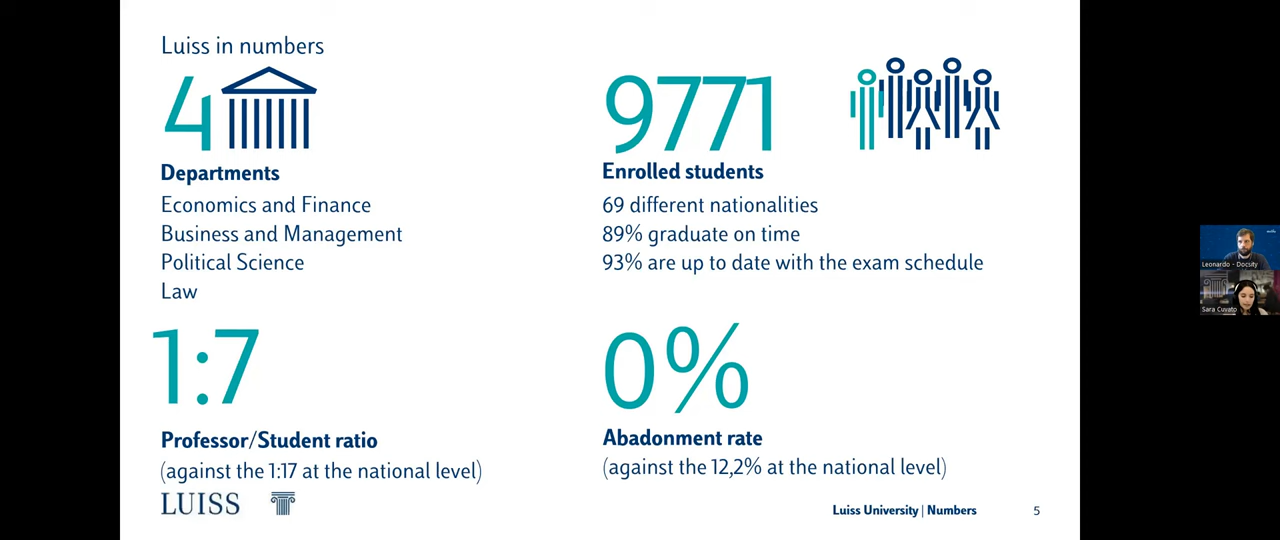 Luiss in numbers
4
Departments
Economics and Finance
Business and Management
Political Science
Law
9771
Enrolled students
69 different nationalities
89% graduate on time
93% are up to date with the exam schedule
1:7
Professor/Student ratio
(against the 1:17 at the national level)
0%
Abadonment rate
(against the 12,2% at the national level)
LUISS
Luiss University | Numbers
5
Leonardo - Docsity
Sara Cuvato